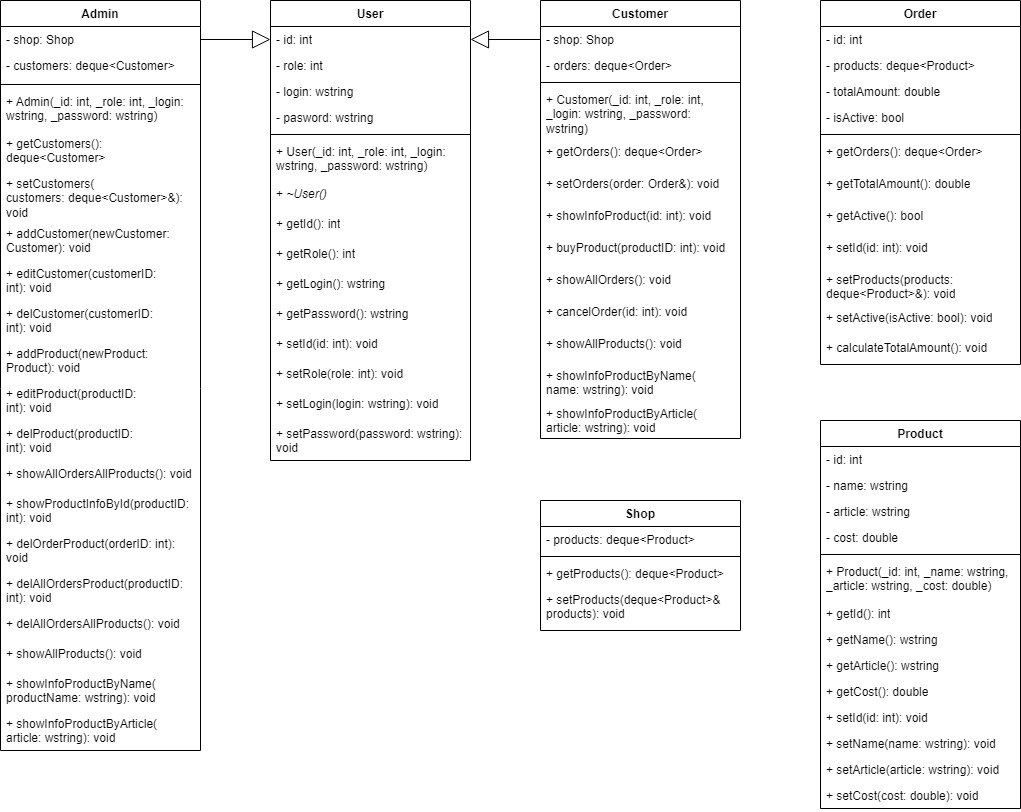 Admin
- shop: Shop
- customers: deque<Customer>
+ Admin(_id: int, _role: int, _login:
wstring, _password: wstring)
+ getCustomers():
deque<Customer>
+ setCustomers(
customers: deque<Customer>&):
void
+ addCustomer(newCustomer:
Customer): void
+ editCustomer(customerID:
int): void
+ delCustomer(customerID:
int): void
+ addProduct(newProduct:
Product): void
+ editProduct(productID:
int): void
+ delProduct(productID:
int): void
+ showAllOrdersAllProducts(): void
+ showProductInfoById(productID:
int): void
+ delOrderProduct(orderID: int):
void
+ delAllOrdersProduct(productID:
int): void
+ delAllOrdersAllProducts(): void
+ showAllProducts(): void
+ showInfoProductByName(
productName: wstring): void
+ showInfoProductByArticle(
article: wstring): void
User
- id: int
- role: int
- login: wstring
- pasword: wstring
+ User(_id: int, _role: int, _login:
wstring, _password: wstring)
+ ~User()
+ getId(): int
+ getRole(): int
+ getLogin(): wstring
+ getPassword(): wstring
+ setId(id: int): void
+ setRole(role: int): void
+ setLogin(login: wstring): void
+ setPassword(password: wstring):
void
Customer
- shop: Shop
- orders: deque<Order>
+ Customer(_id: int, _role: int,
_login: wstring, _password:
wstring)
+ getOrders(): deque<Order>
+ setOrders(order: Order&): void
+ showInfoProduct(id: int): void
+ buyProduct(productID: int): void
+ showAllOrders(): void
+ cancelOrder(id: int): void
+ showAllProducts(): void
+ showInfoProductByName(
name: wstring): void
+ showInfoProductByArticle(
article: wstring): void
Shop
- products: deque<Product>
+ getProducts(): deque<Product>
+ setProducts(deque<Product>&
products): void
Order
- id: int
- products: deque<Product>
- totalAmount: double
- isActive: bool
+ getOrders(): deque<Order>
+ getTotalAmount(): double
+ getActive(): bool
+ setId(id: int): void
+ setProducts(products:
deque<Product>&): void
+ setActive(isActive: bool): void
+ calculateTotalAmount(): void
Product
- id: int
- name: wstring
- article: wstring
- cost: double
+ Product(_id: int, _name: wstring,
_article: wstring, _cost: double)
+ getId(): int
+ getName(): wstring
+ getArticle(): wstring
+ getCost(): double
+ setId(id: int): void
+ setName(name: wstring): void
+ setArticle(article: wstring): void
+ setCost(cost: double): void